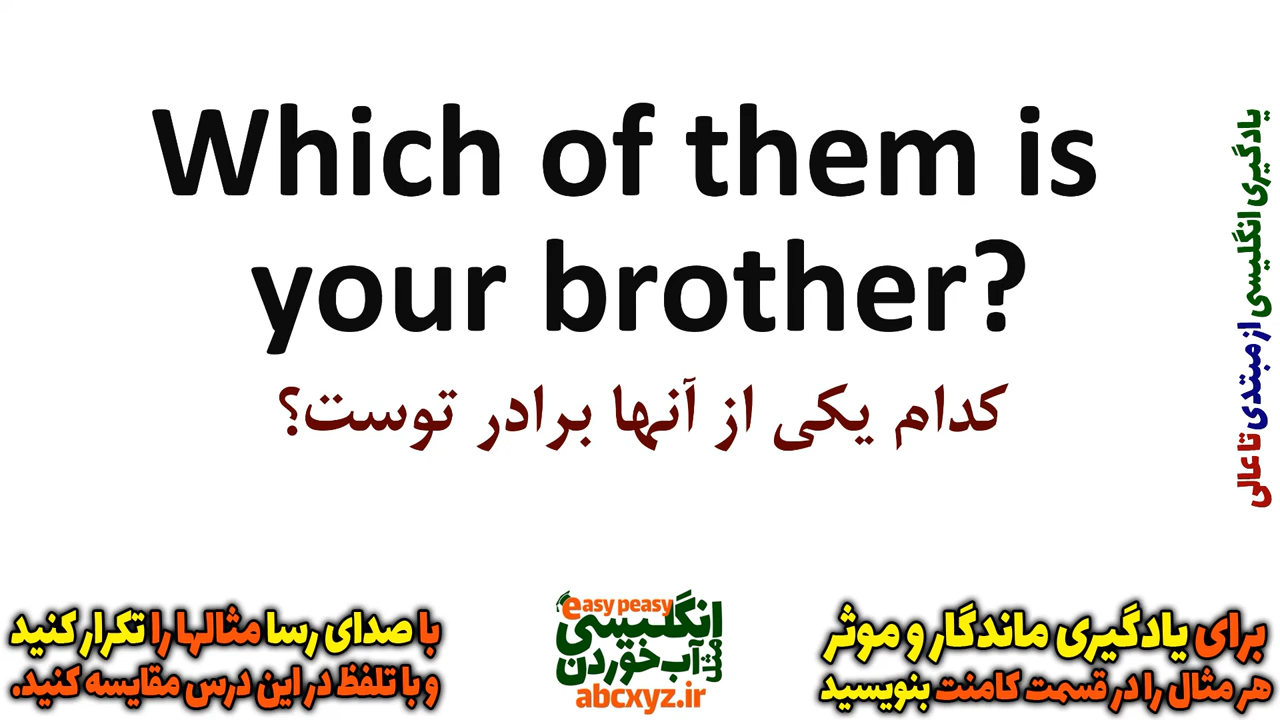 Which of them is
your brother?
کدام یکی از آنها برادر توست؟
یادگیری انگلیسی از مبتدی تا عالی
با صدای رسا مثالها را تکرار کنید
و با تلفظ در این درس مقایسه کنید.
easy peasy
انگلیسی
مثل آب خوردن
abcxyz.ir
برای یادگیری ماندگار و موثر
هر مثال را در قسمت کامنت بنویسید